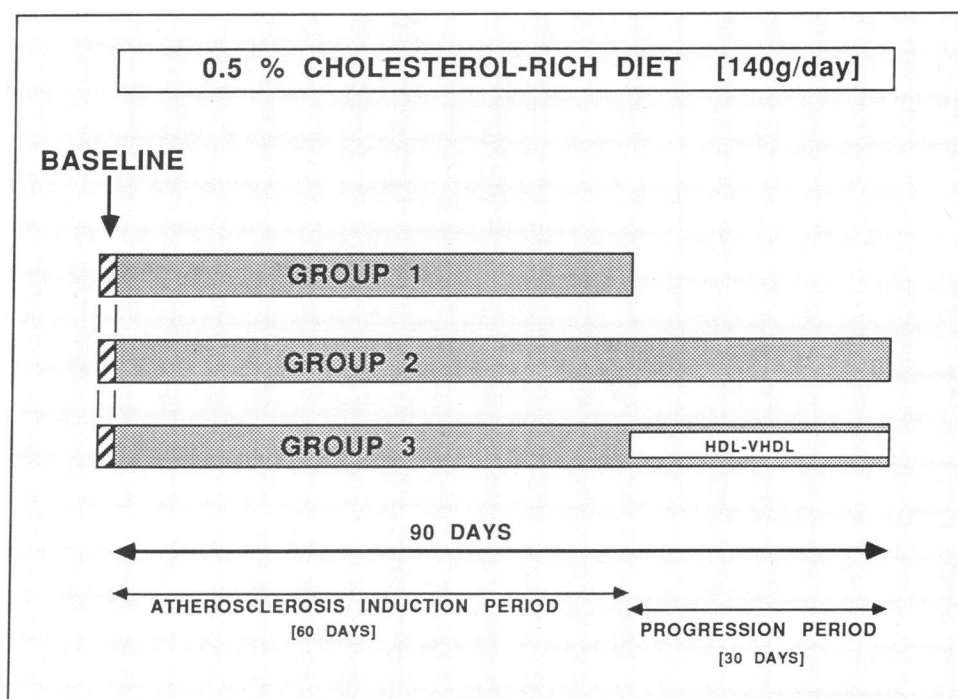 0.5 % CHOLESTEROL-RICH DIET [140g/day]
BASELINE
GROUP 1
GROUP 2
GROUP 3
HDL-VHDL
90 DAYS
ATHEROSCLEROSIS INDUCTION PERIOD
[60 DAYS]
PROGRESSION PERIOD
[30 DAYS]